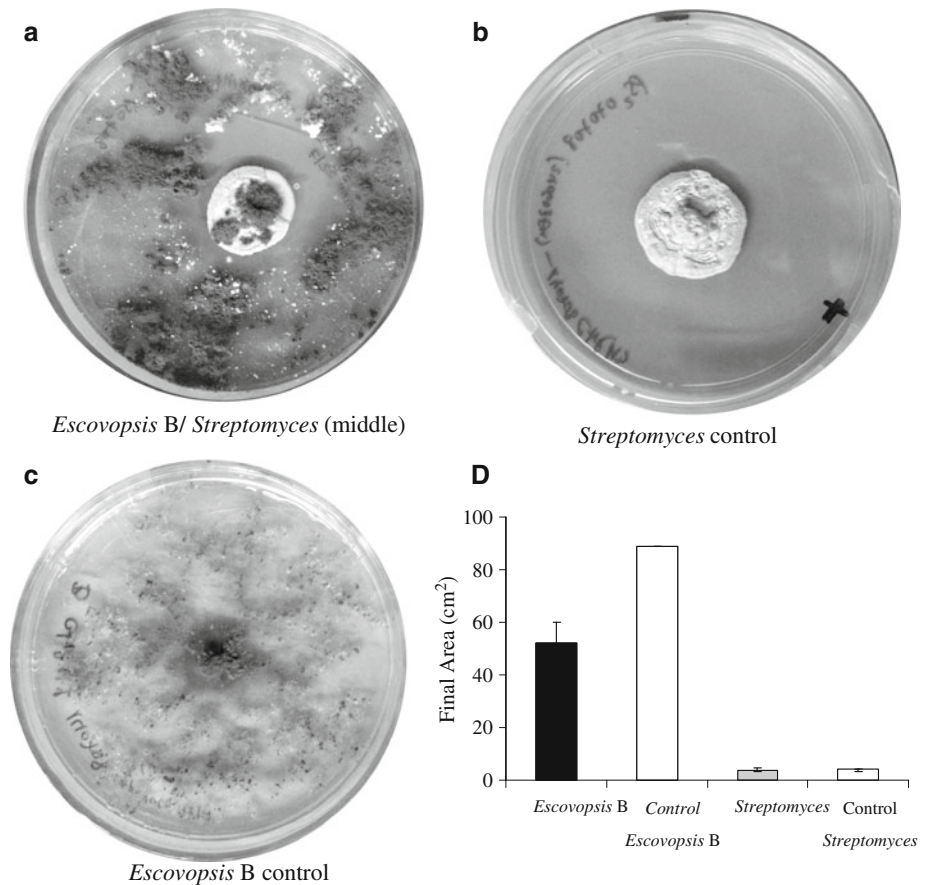 a
b
Escovopsis B/ Streptomyces (middle)
Streptomyces control
c
D
Escovopsis B control
Final Area (cm²)
100
80
60
40
20
0
Escovopsis B
Control
Escovopsis B
Streptomyces
Control
Streptomyces